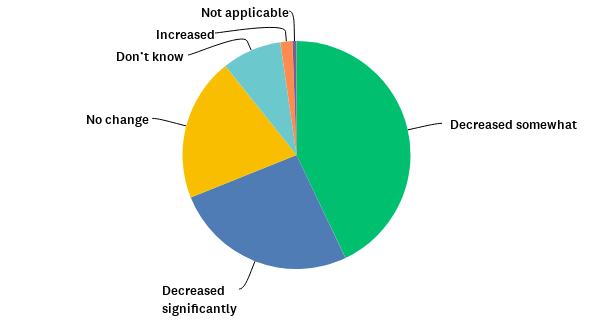 Not applicable
Increased
Don't know
No change
Decreased somewhat
Decreased
significantly